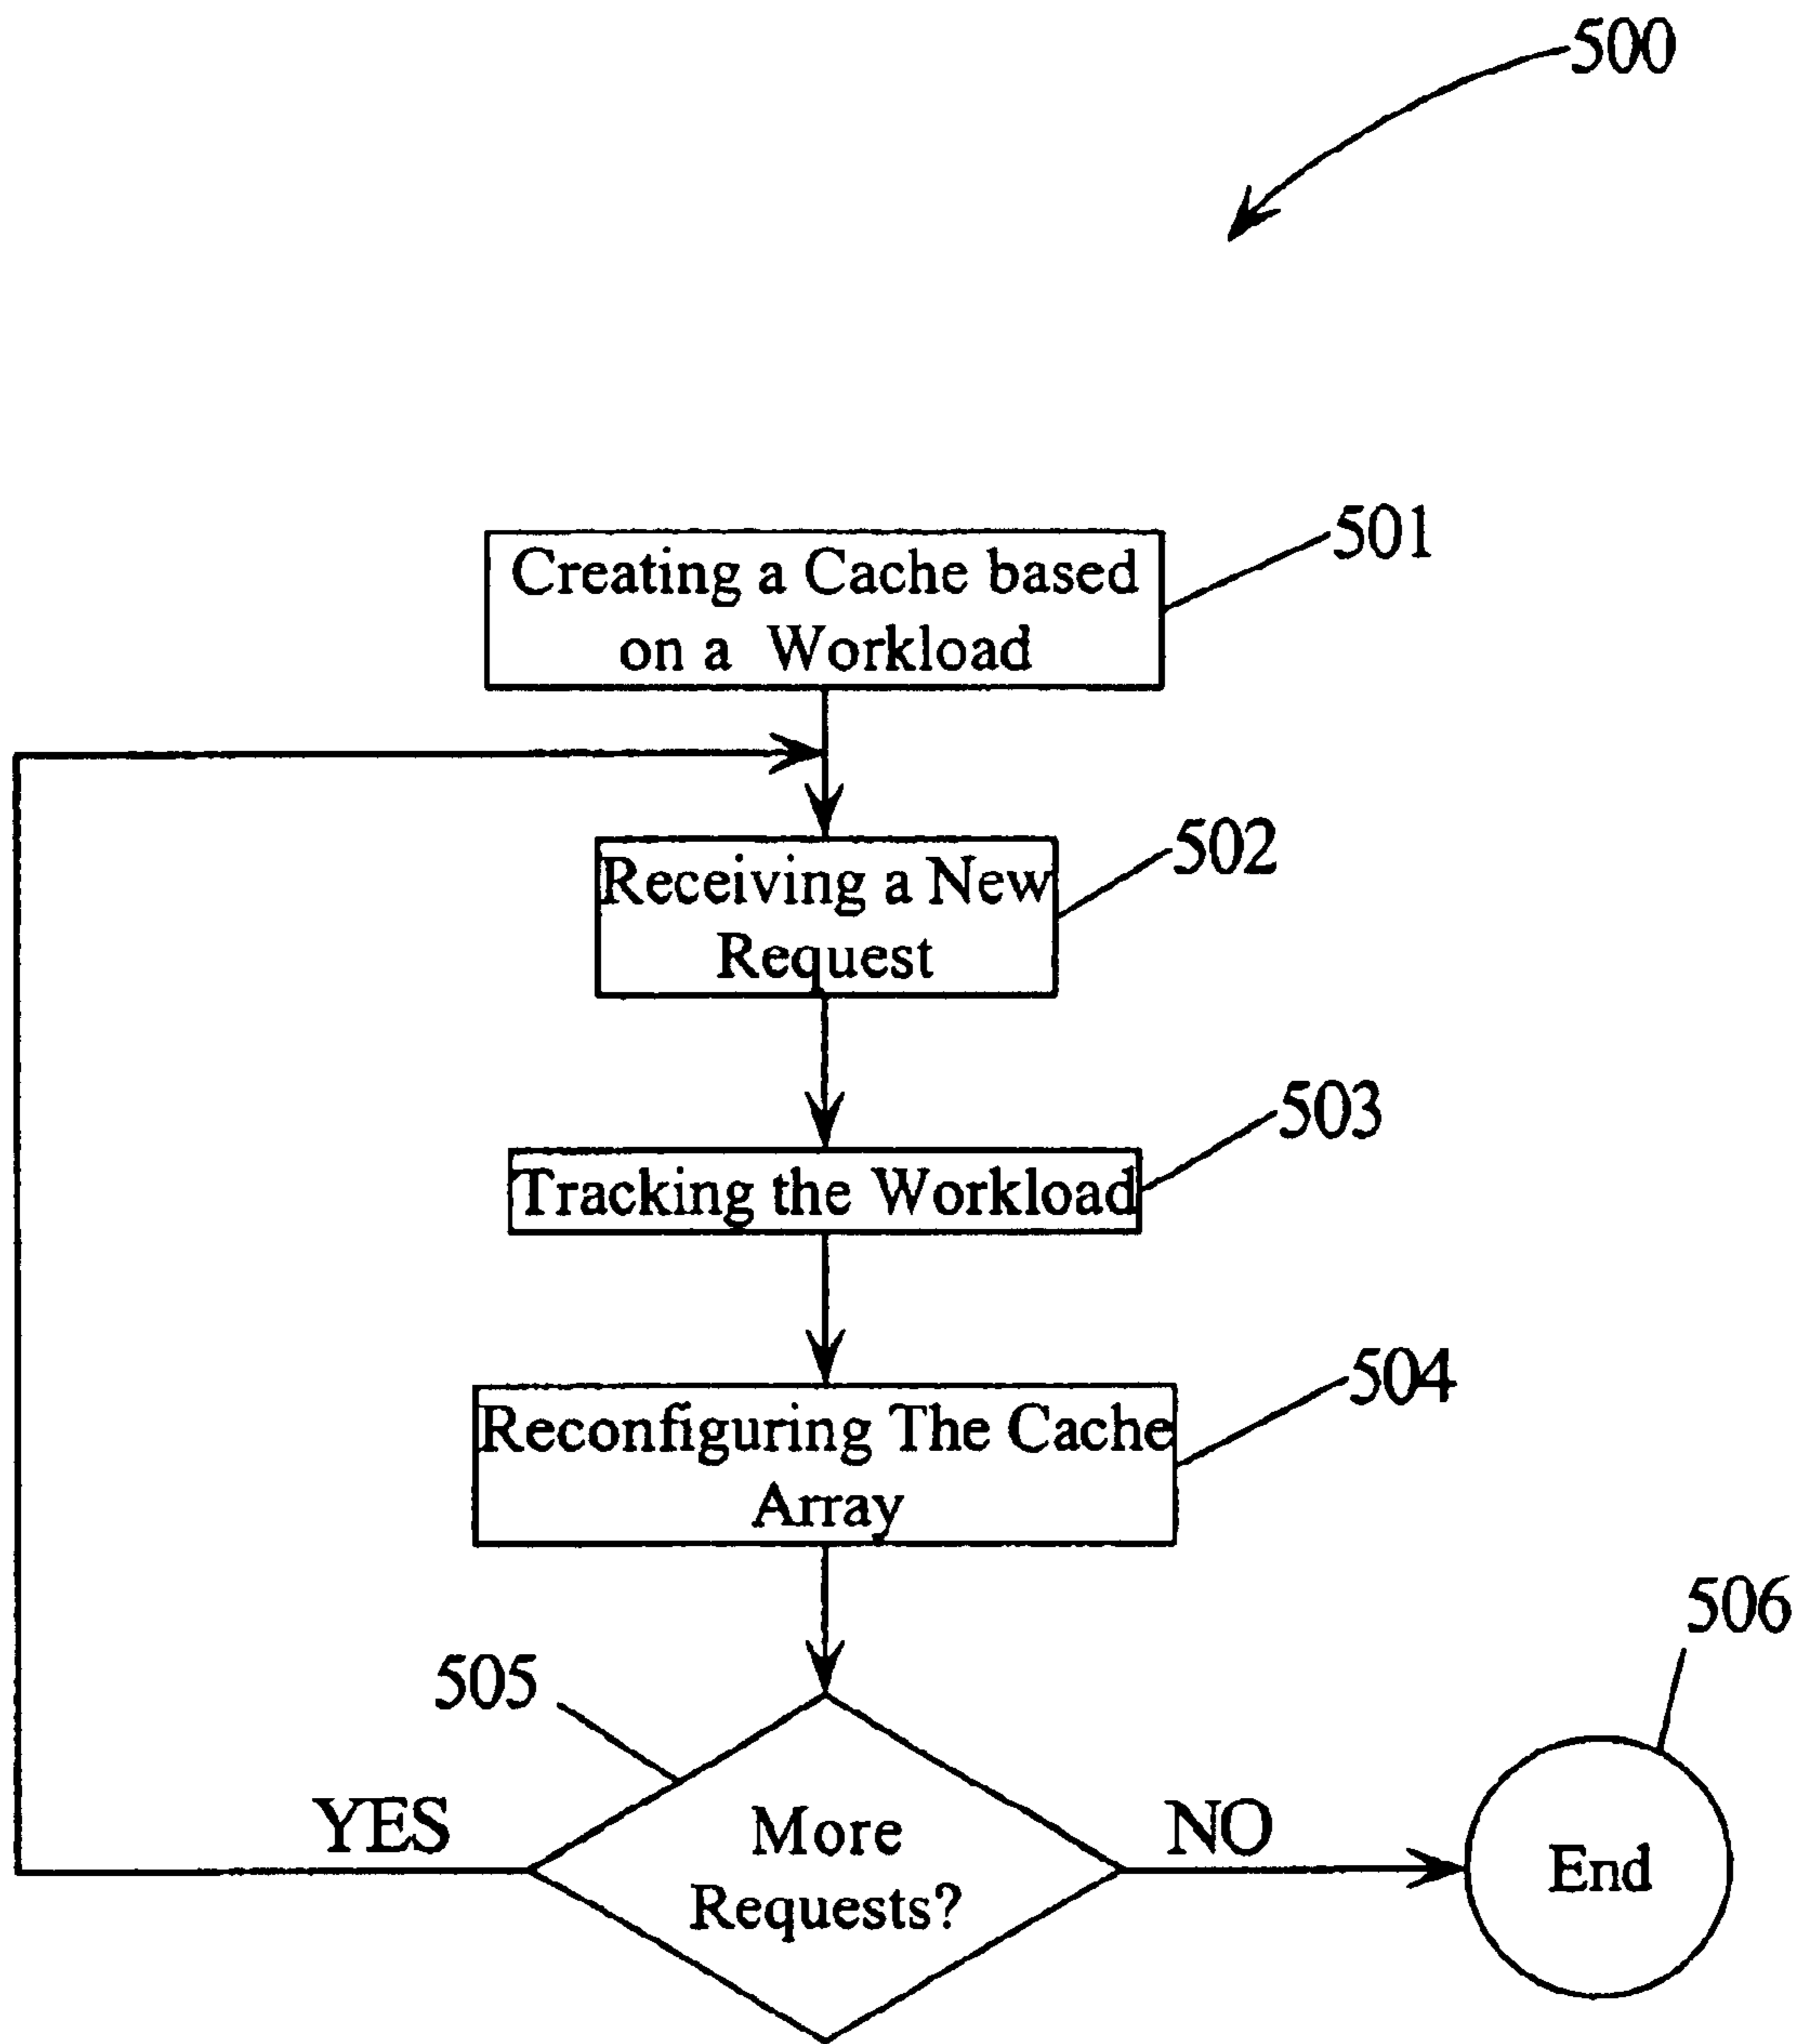 500
Creating a Cache based
on a Workload
501
Receiving a New
Request
502
Tracking the Workload
503
Reconfiguring The Cache
Array
504
505
506
YES
More
Requests?
NO
End